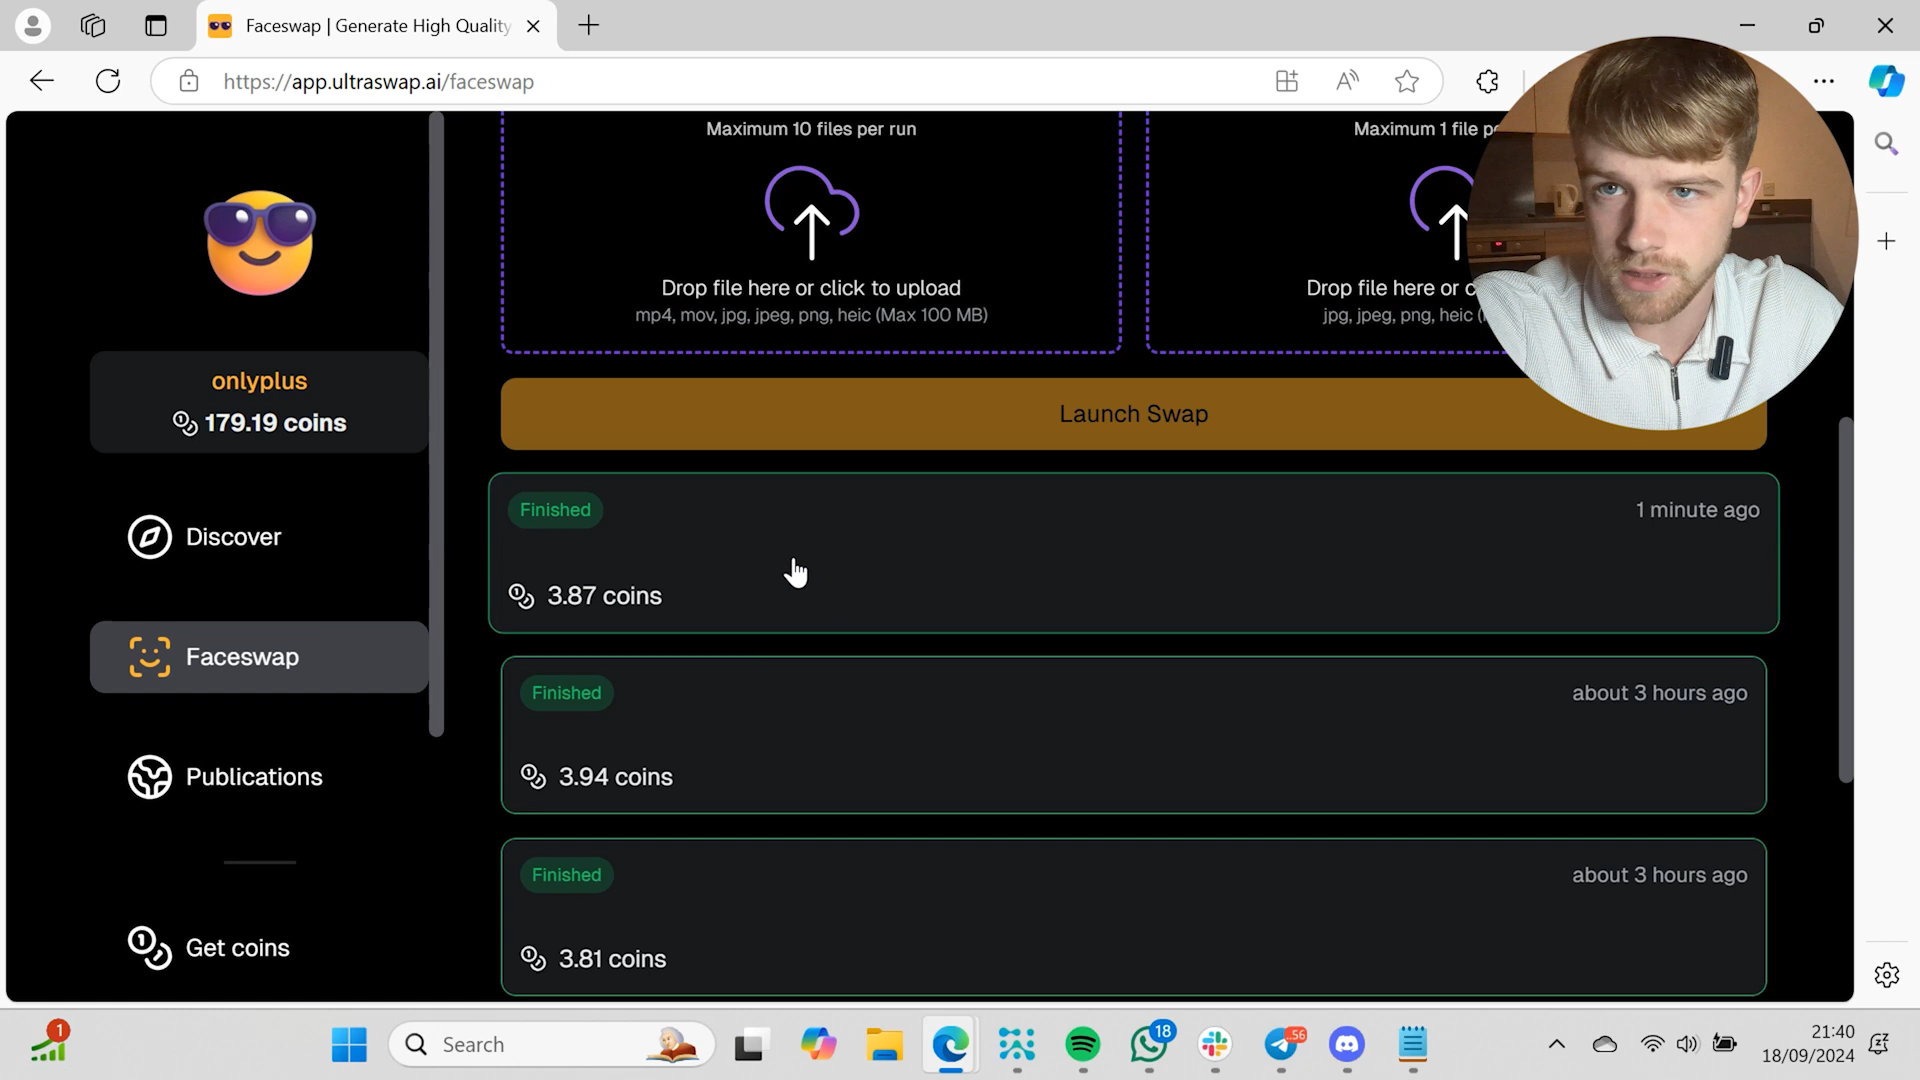 Faceswap | Generate High Quality
https://app.ultraswap.ai/faceswap
Maximum 10 files per run
Maximum 1 file
Drop file here or click to upload
mp4, mov, jpg, jpeg, png, heic (Max 100 MB)
Drop file here or
jpg, jpeg, png, heic
onlyplus
179.19 coins
Launch Swap
Discover
Faceswap
Publications
Get coins
Finished
1 minute ago
3.87 coins
Finished
about 3 hours ago
3.94 coins
Finished
about 3 hours ago
3.81 coins
1
Search
18
.56
21:40
18/09/2024